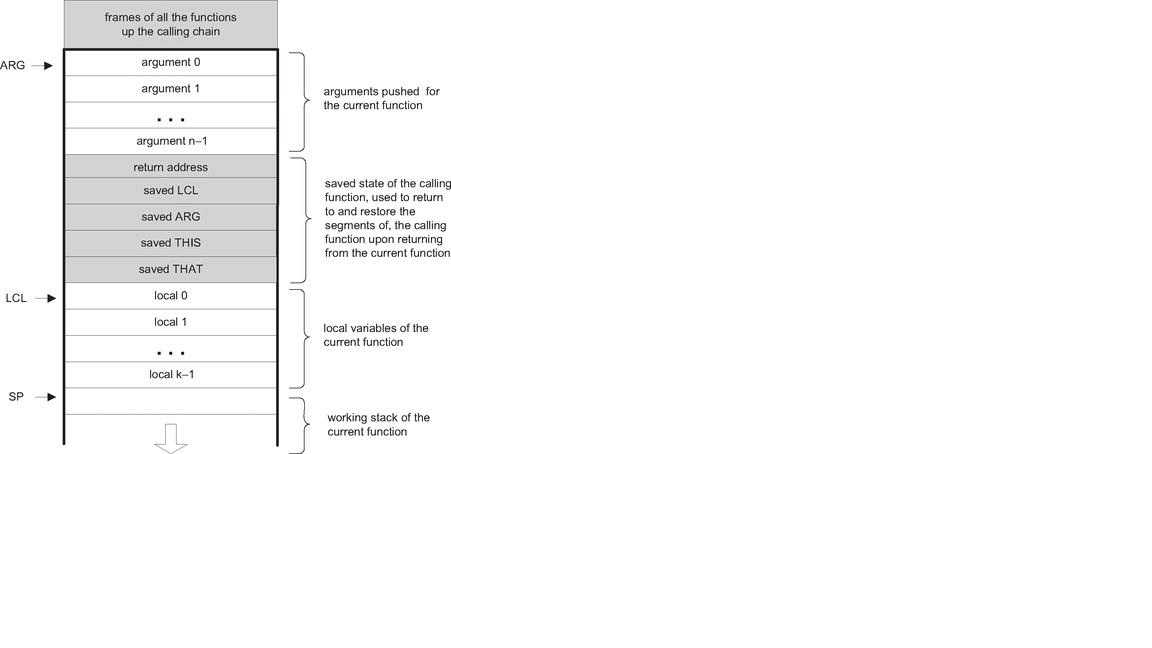 frames of all the functions
up the calling chain
ARG
argument 0
argument 1
. . .
argument n–1
arguments pushed for
the current function
return address
saved LCL
saved ARG
saved THIS
saved THAT
saved state of the calling
function, used to return
to and restore the
segments of, the calling
function upon returning
from the current function
LCL
local 0
local 1
. . .
local k–1
local variables of the
current function
SP
working stack of the
current function